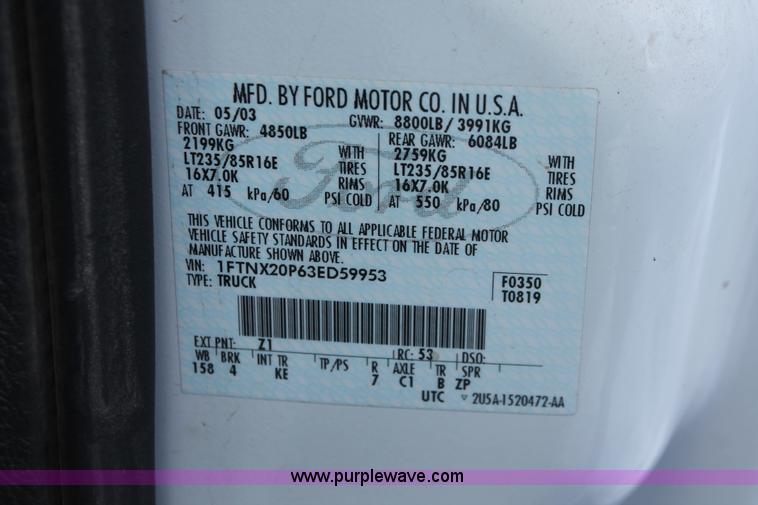 MFD. BY FORD MOTOR CO. IN U.S.A.
DATE: 05/03 GVWR: 8800LB/ 3991KG
FRONT GAWR: 4850LB REAR GAWR: 6084LB
2199KG WITH 2759KG WITH
LT235/85R16E TIRES LT235/85R16E TIRES
16X7.0K RIMS 16X7.0K RIMS
AT 415 kPa/60 PSI COLD AT 550 kPa/80 PSI COLD
Ford
THIS VEHICLE CONFORMS TO ALL APPLICABLE FEDERAL MOTOR
VEHICLE SAFETY STANDARDS IN EFFECT ON THE DATE OF
MANUFACTURE SHOWN ABOVE.
VIN: 1FTNX20P63ED59953 F0350
TYPE: TRUCK T0819
EXT PNT: Z1 RC: 53 DSO:
WB BRK INT TR TP/PS R AXLE TR SPR
158 4 KE 7 C1 B ZP
UTC ▽ 2U5A-1520472-AA
www.purplewave.com